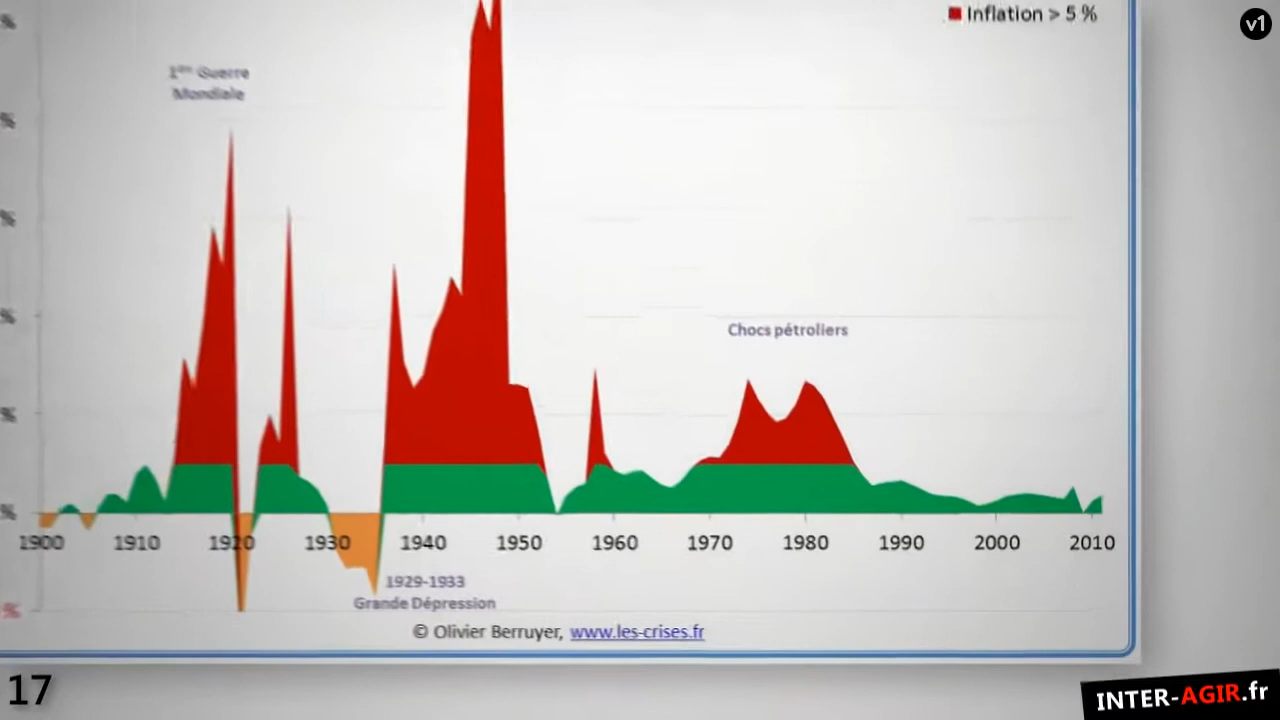 Inflation > 5 %
v1
1ère Guerre
Mondiale
%
%
%
%
%
%
%
Chocs pétroliers
1900 1910 1920 1930 1940 1950 1960 1970 1980 1990 2000 2010
1929-1933
Grande Dépression
© Olivier Berruyer, www.les-crises.fr
17
INTER-AGIR.fr